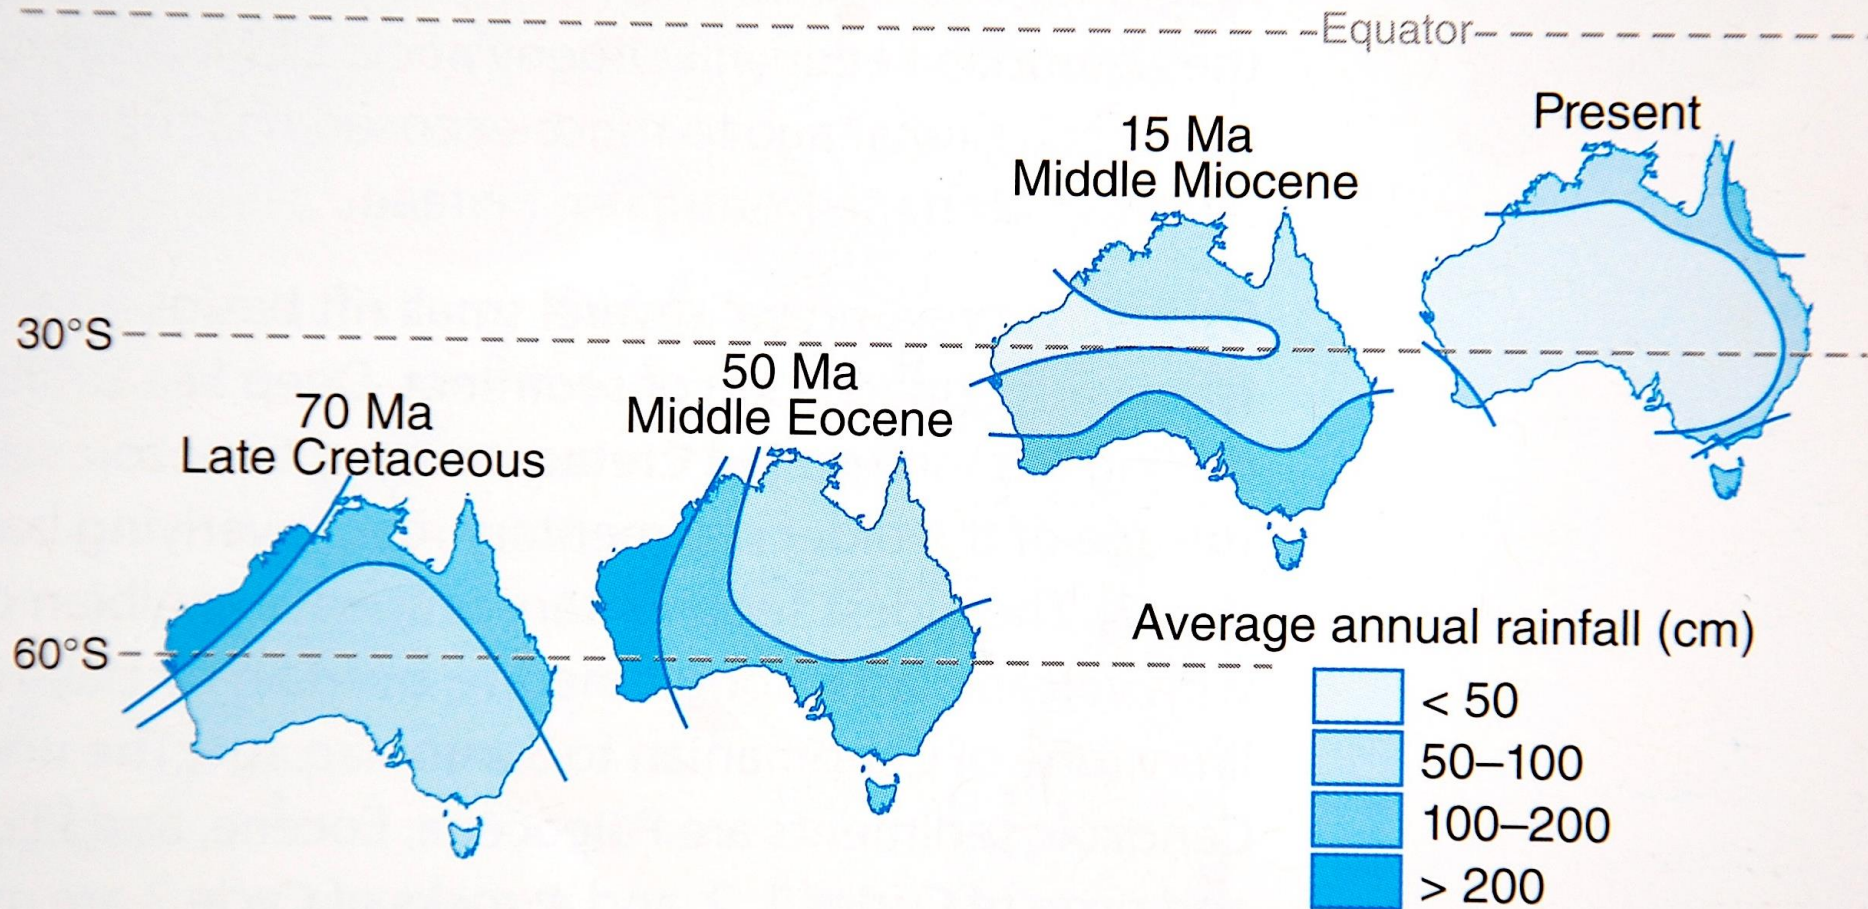 Equator
Present
15 Ma
Middle Miocene
30°S
50 Ma
Middle Eocene
70 Ma
Late Cretaceous
60°S
Average annual rainfall (cm)
< 50
50–100
100–200
> 200